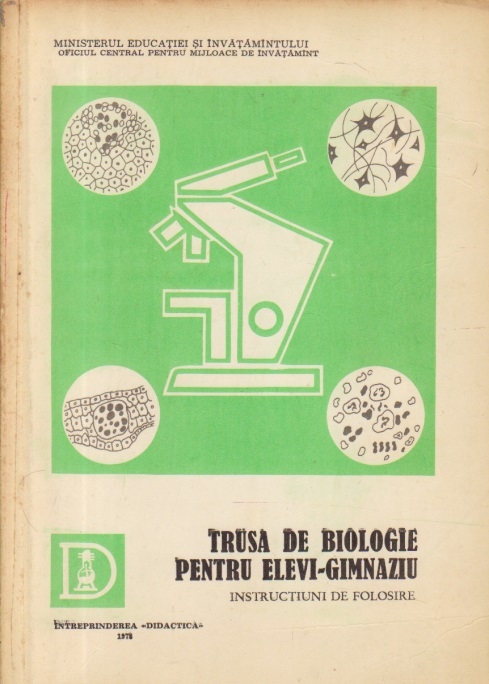 MINISTERUL EDUCAȚIEI ȘI ÎNVĂȚĂMÎNTULUI
OFICIUL CENTRAL PENTRU MIJLOACE DE ÎNVĂȚĂMÎNT
TRUSA DE BIOLOGIE
PENTRU ELEVI-GIMNAZIU
INSTRUCTIUNI DE FOLOSIRE
D
ÎNTREPRINDEREA «DIDACTICA»
1978